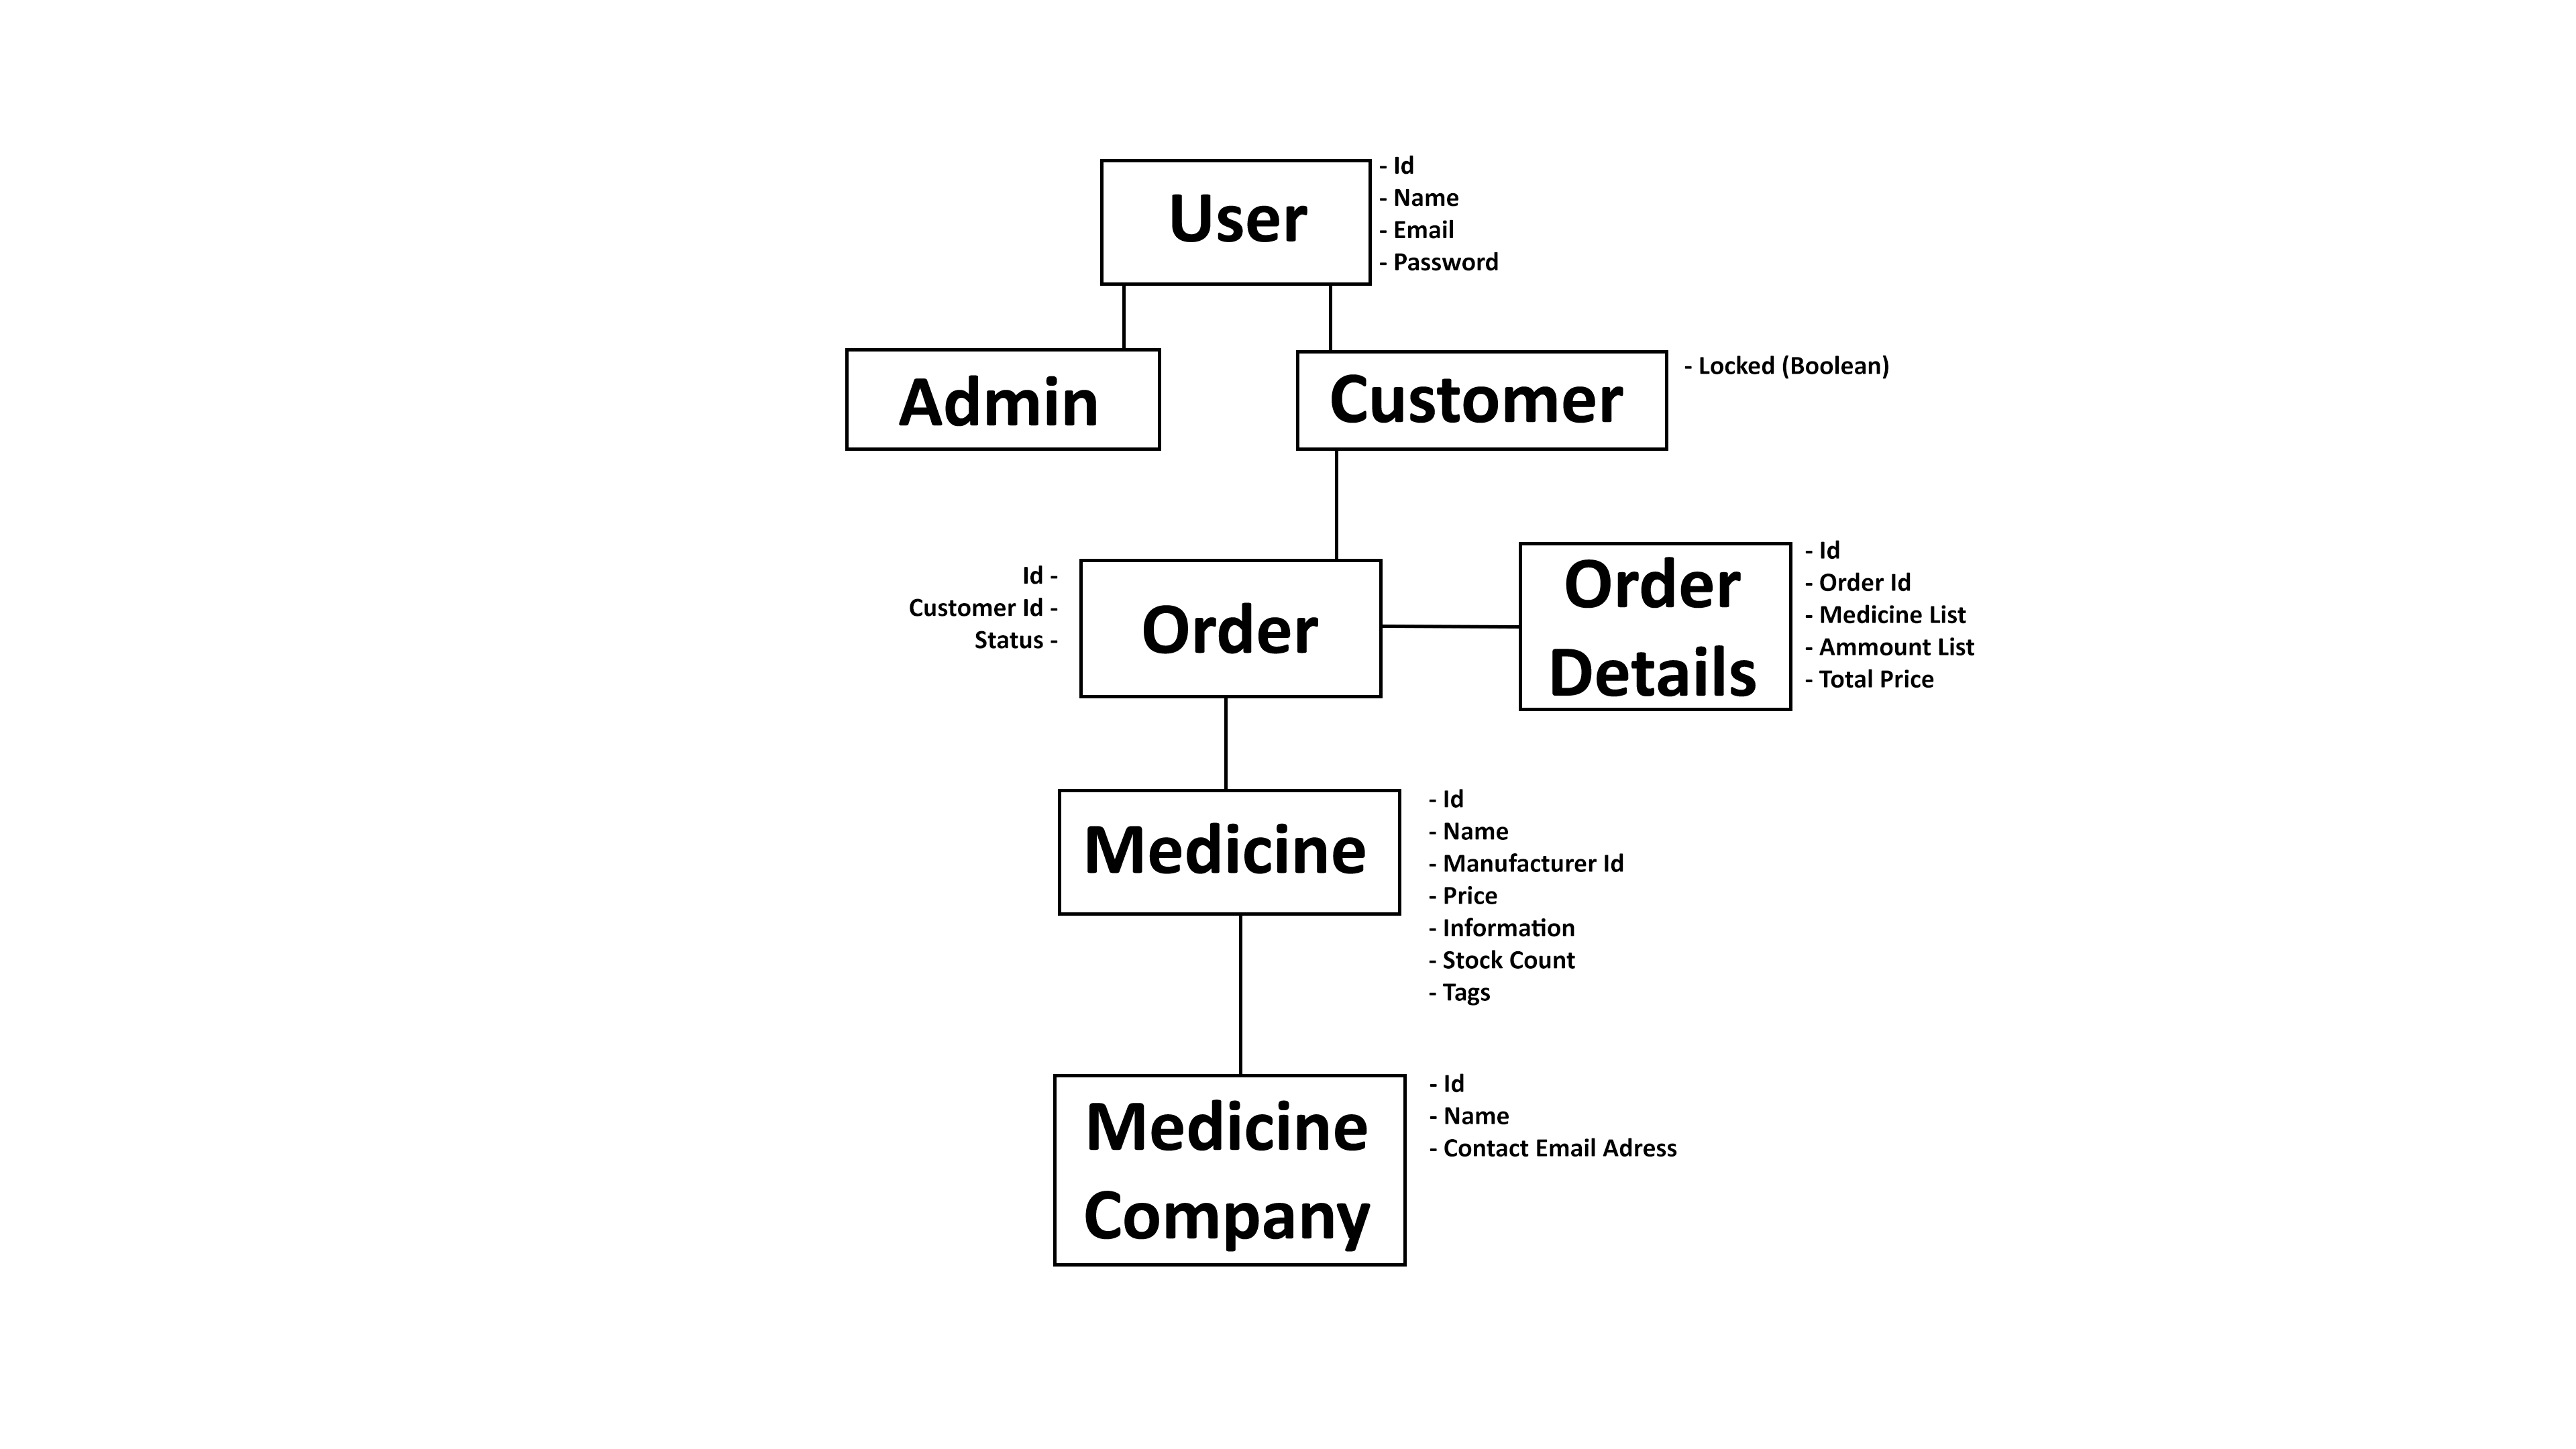 User
- Id
- Name
- Email
- Password
Admin
Customer
- Locked (Boolean)
Id -
Customer Id -
Status -
Order
Order
Details
- Id
- Order Id
- Medicine List
- Ammount List
- Total Price
Medicine
- Id
- Name
- Manufacturer Id
- Price
- Information
- Stock Count
- Tags
Medicine
Company
- Id
- Name
- Contact Email Adress